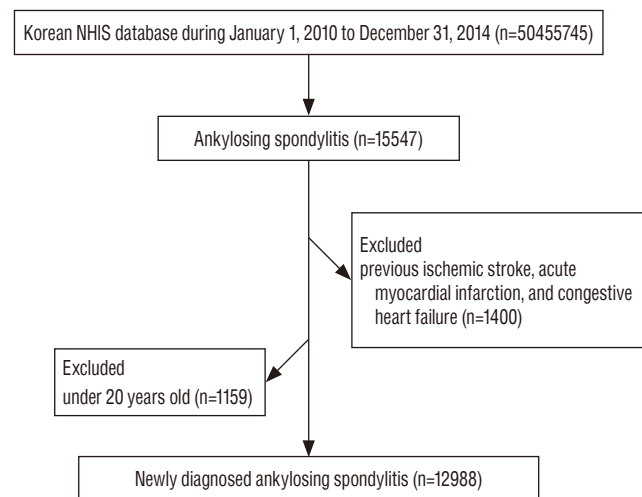 Korean NHIS database during January 1, 2010 to December 31, 2014 (n=50455745)
Ankylosing spondylitis (n=15547)
Excluded
previous ischemic stroke, acute
myocardial infarction, and congestive
heart failure (n=1400)
Excluded
under 20 years old (n=1159)
Newly diagnosed ankylosing spondylitis (n=12988)